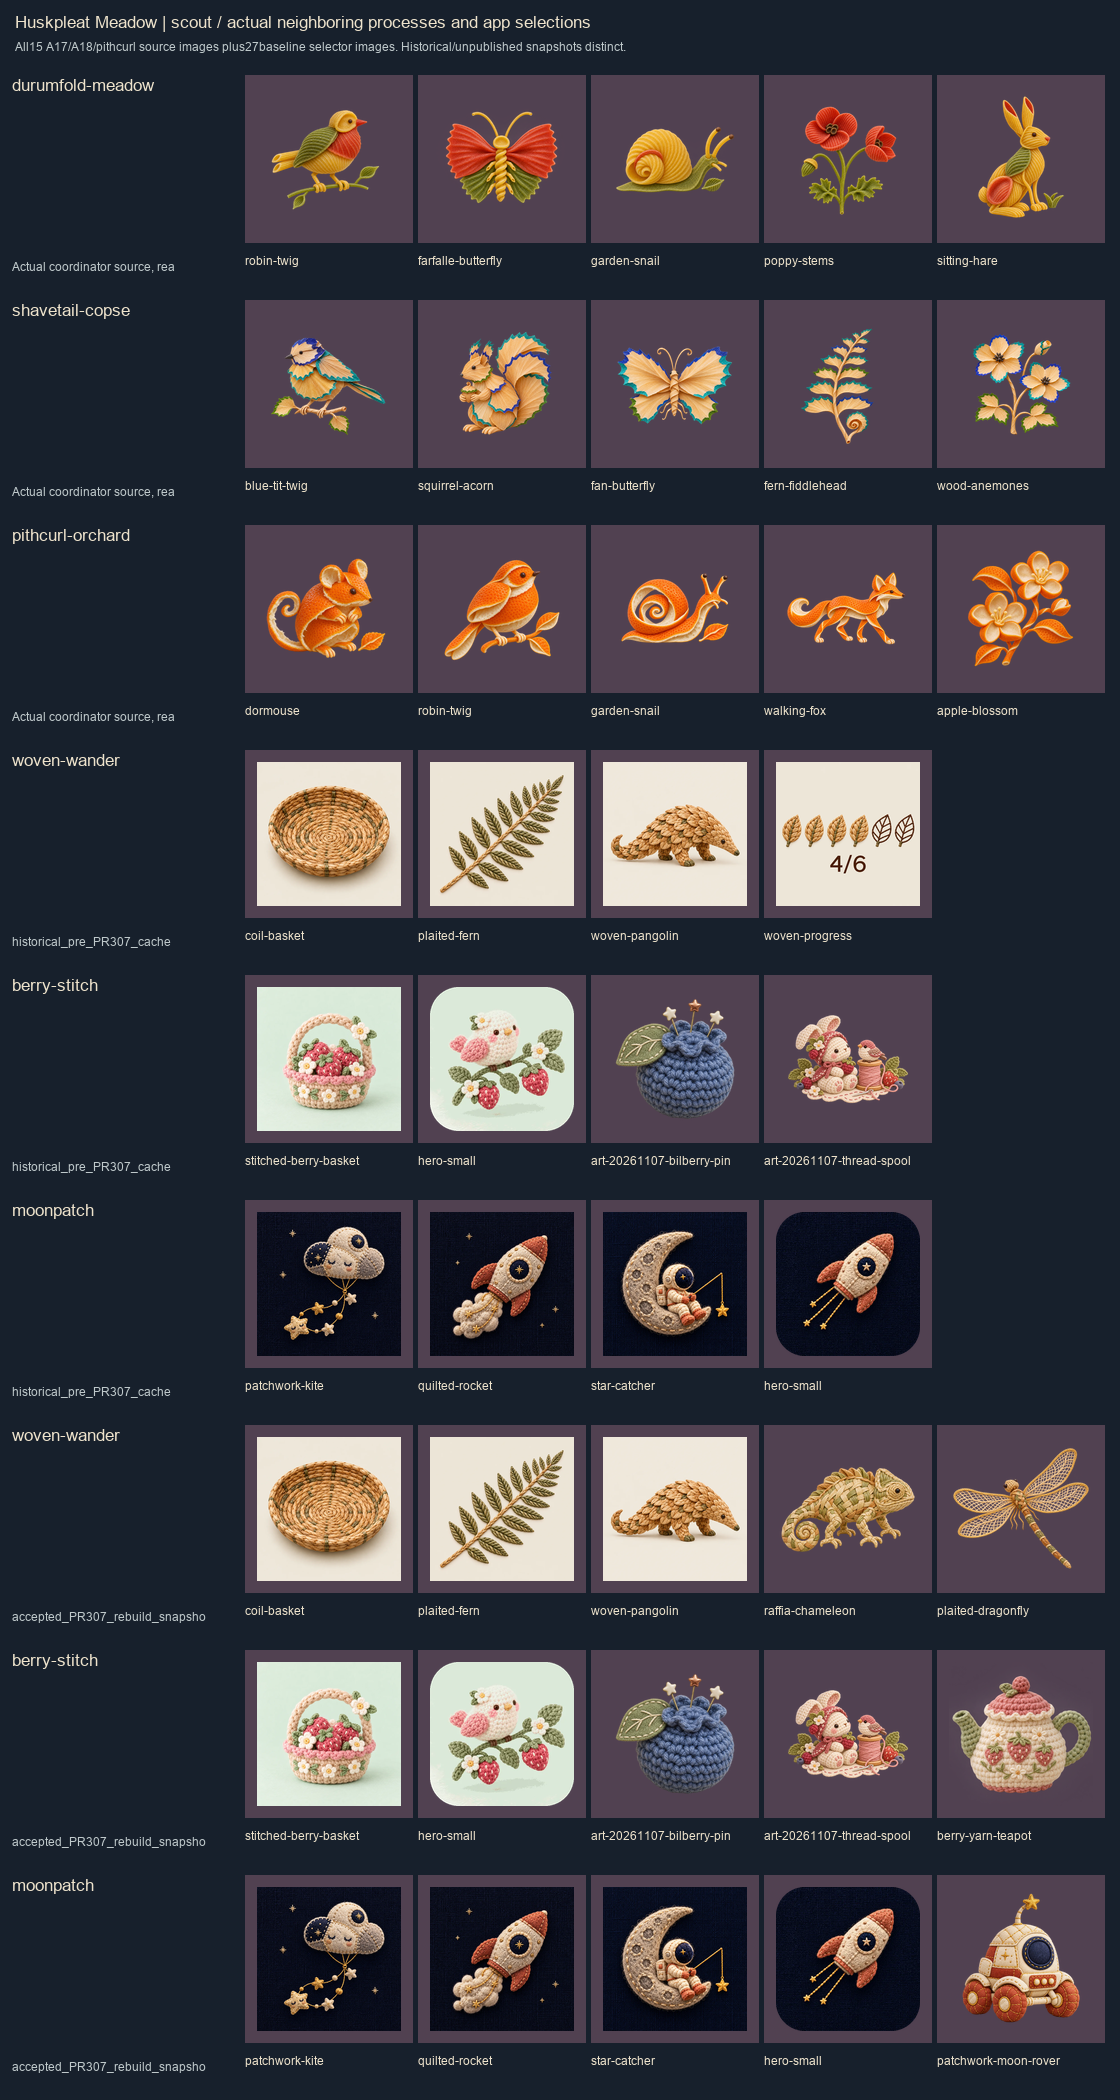 Huskpleat Meadow | scout / actual neighboring processes and app selections
All15 A17/A18/pithcurl source images plus27baseline selector images. Historical/unpublished snapshots distinct.
durumfold-meadow
Actual coordinator source, rea
robin-twig
farfalle-butterfly
garden-snail
poppy-stems
sitting-hare
shavetail-copse
Actual coordinator source, rea
blue-tit-twig
squirrel-acorn
fan-butterfly
fern-fiddlehead
wood-anemones
pithcurl-orchard
Actual coordinator source, rea
dormouse
robin-twig
garden-snail
walking-fox
apple-blossom
woven-wander
4/6
historical_pre_PR307_cache
coil-basket
plaited-fern
woven-pangolin
woven-progress
berry-stitch
historical_pre_PR307_cache
stitched-berry-basket
hero-small
art-20261107-bilberry-pin
art-20261107-thread-spool
moonpatch
historical_pre_PR307_cache
patchwork-kite
quilted-rocket
star-catcher
hero-small
woven-wander
accepted_PR307_rebuild_snapsho
coil-basket
plaited-fern
woven-pangolin
raffia-chameleon
plaited-dragonfly
berry-stitch
accepted_PR307_rebuild_snapsho
stitched-berry-basket
hero-small
art-20261107-bilberry-pin
art-20261107-thread-spool
berry-yarn-teapot
moonpatch
accepted_PR307_rebuild_snapsho
patchwork-kite
quilted-rocket
star-catcher
hero-small
patchwork-moon-rover